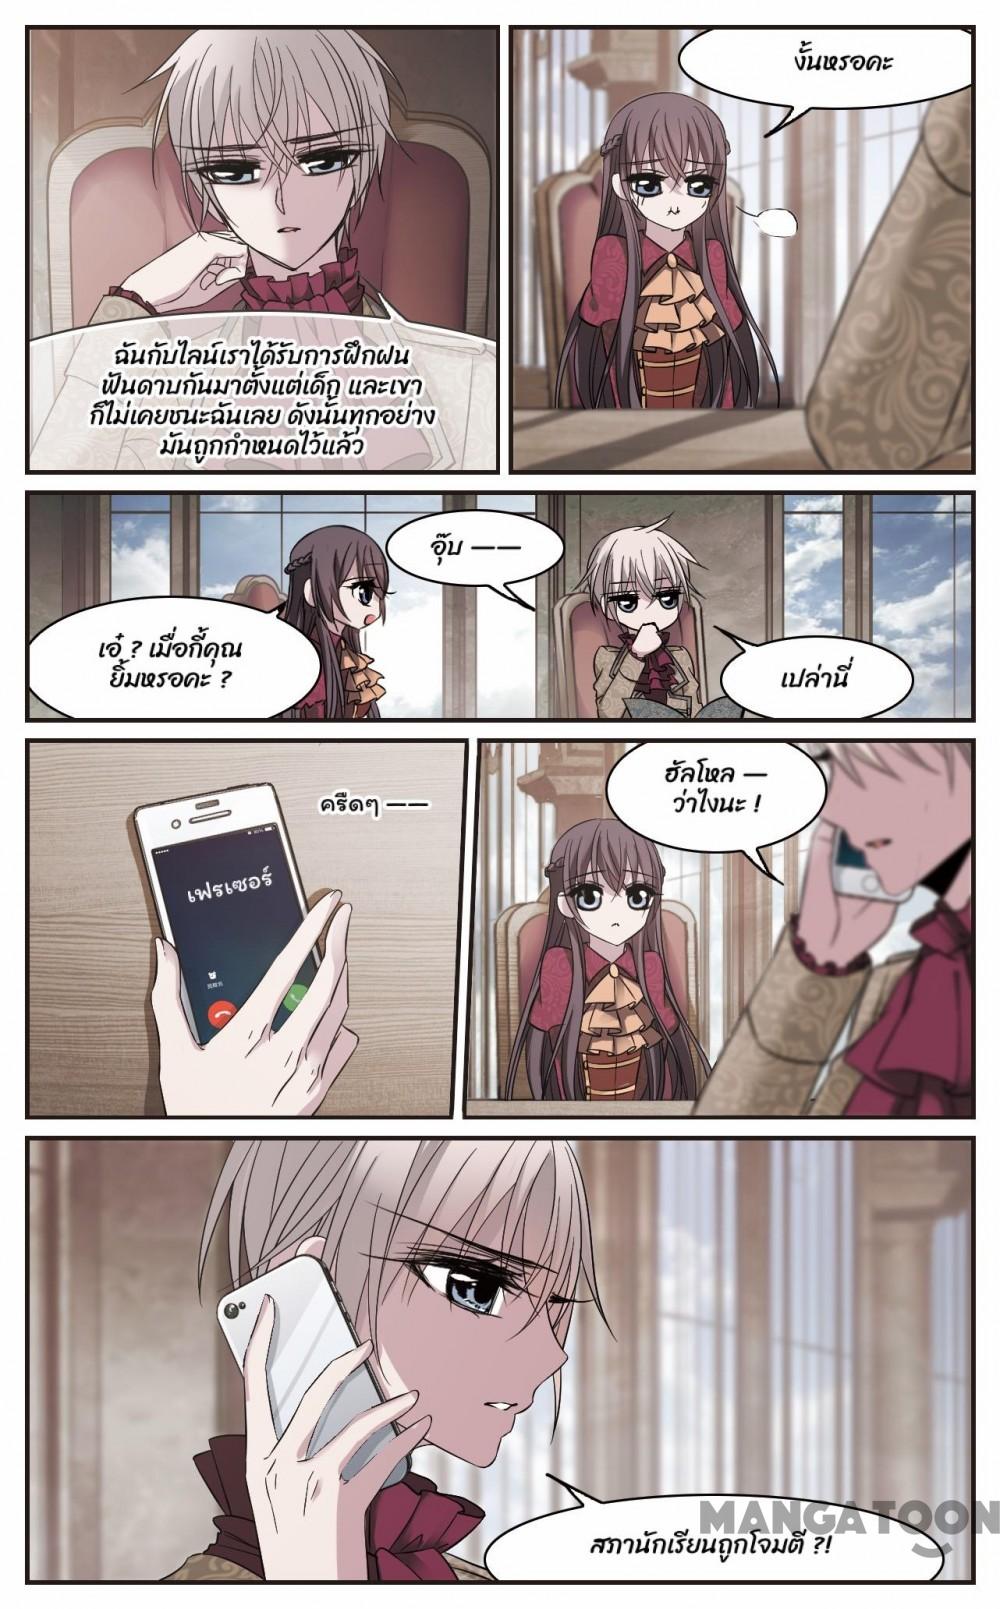 ฉันกับไลน์เราได้รับการฝึกฝน
ฟันดาบกันมาตั้งแต่เด็ก และเขา
ก็ไม่เคยชนะฉันเลย ดังนั้นทุกอย่าง
มันถูกกำหนดไว้แล้ว
งั้นหรอคะ
อุ๊บ ——
เอ๋ ? เมื่อกี้คุณ
ยิ้มหรอคะ ?
เปล่านี่
ครืดๆ ——
80%
เฟรเซอร์
ฮัลโหล —
ว่าไงนะ !
สภานักเรียนถูกโจมตี ?!
MANGATOON